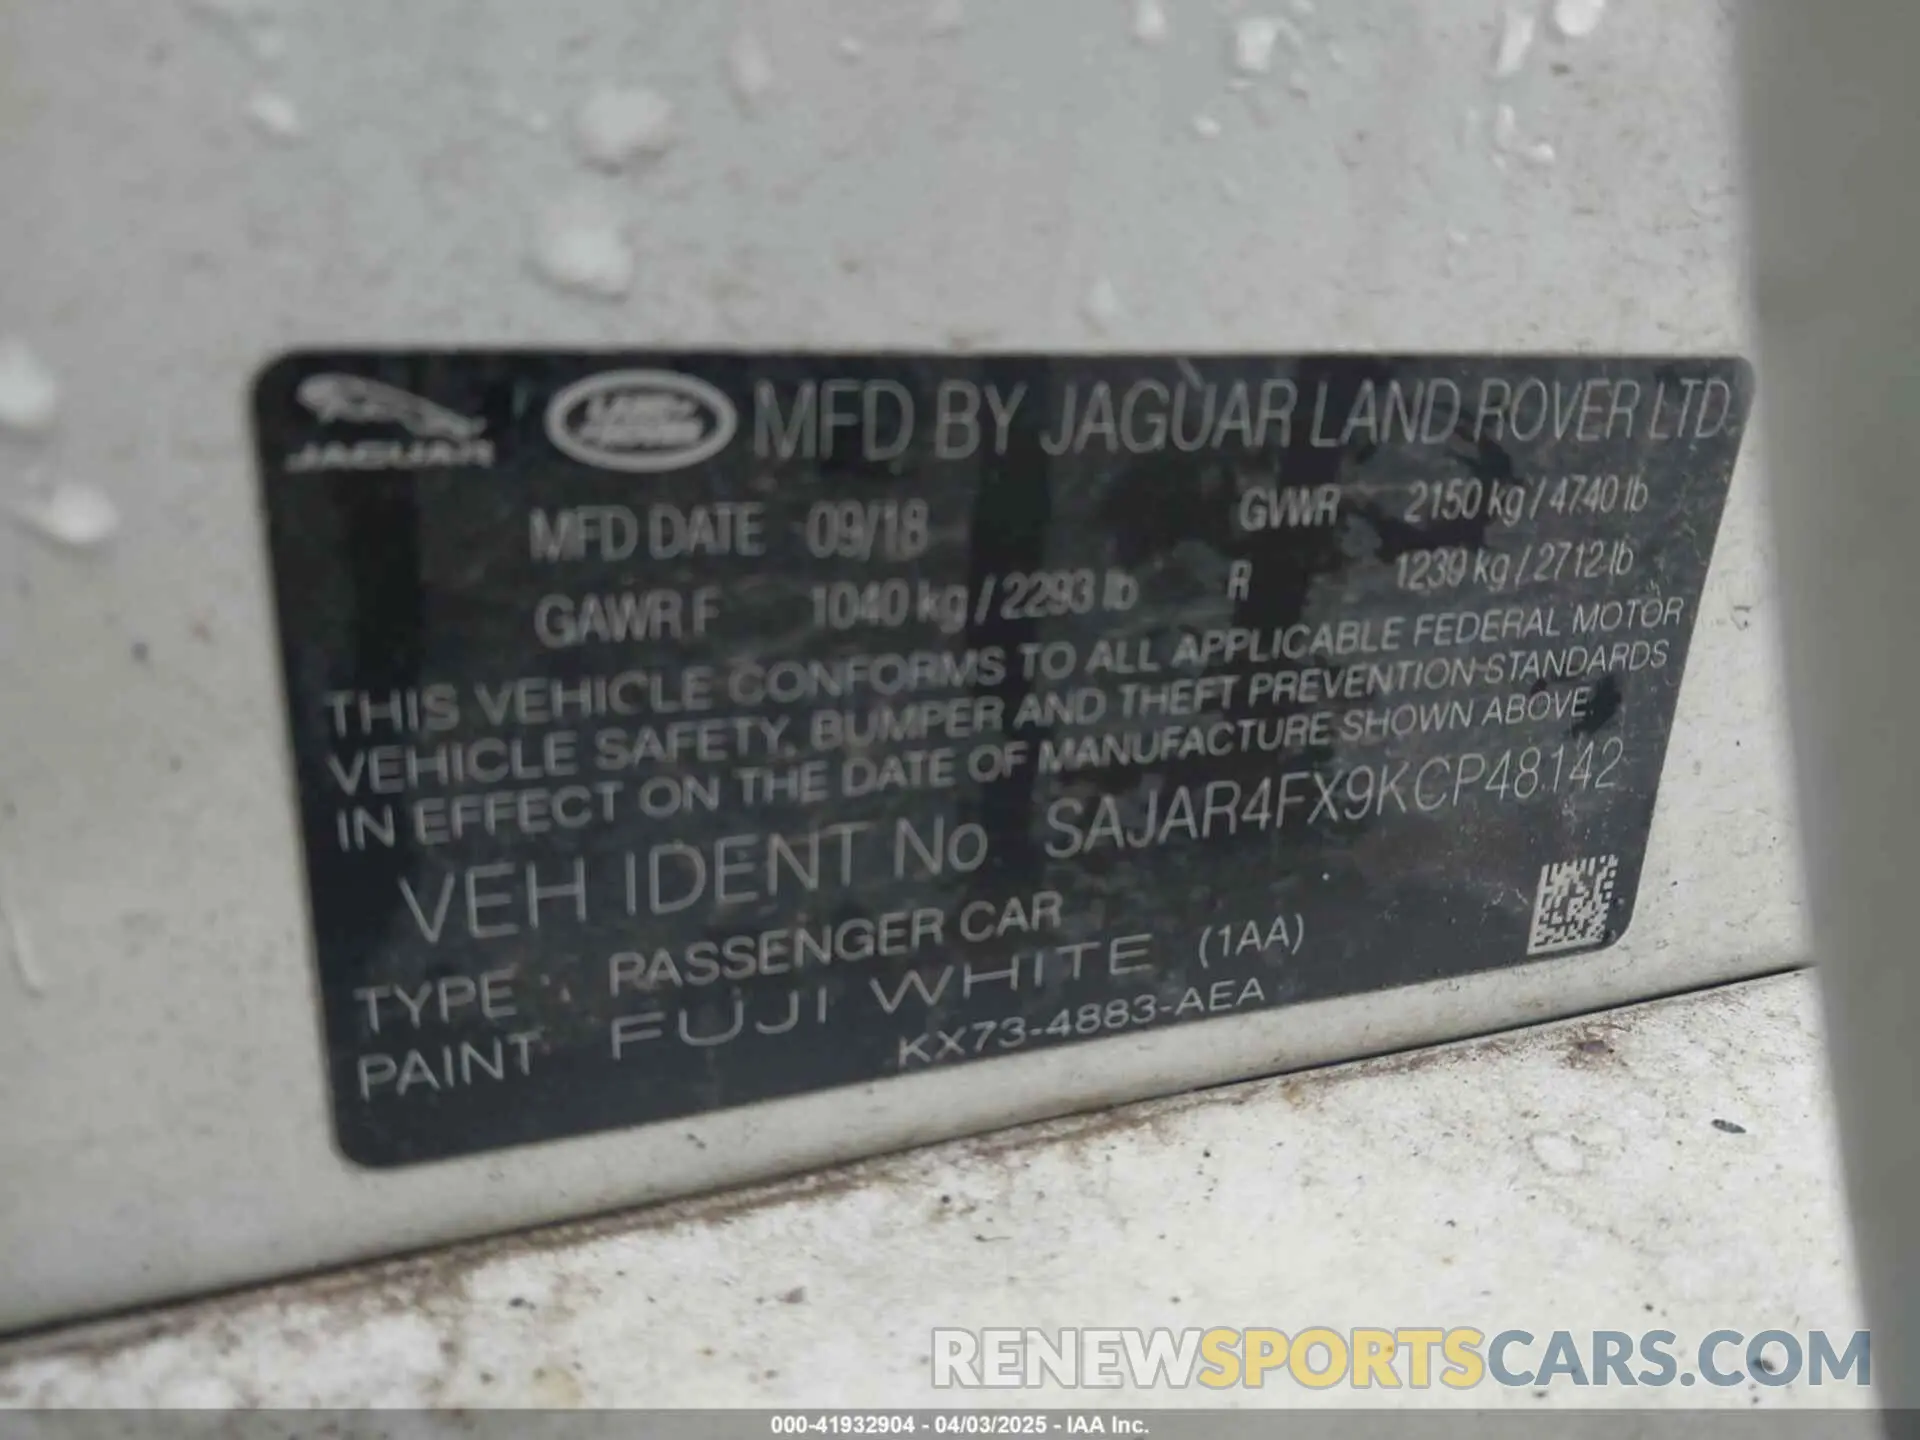 JAGUAR LAND ROVER MFD BY JAGUAR LAND ROVER LTD.
MFD DATE 09/18 GVWR 2150 kg / 4740 lb
GAWR F 1040 kg / 2293 lb R 1239 kg / 2712 lb
THIS VEHICLE CONFORMS TO ALL APPLICABLE FEDERAL MOTOR
VEHICLE SAFETY, BUMPER AND THEFT PREVENTION STANDARDS
IN EFFECT ON THE DATE OF MANUFACTURE SHOWN ABOVE.
VEH IDENT No SAJAR4FX9KCP48142
TYPE : PASSENGER CAR
PAINT FUJI WHITE (1AA)
KX73-4883-AEA
RENEWSPORTSCARS.COM
000-41932904 - 04/03/2025 - IAA Inc.